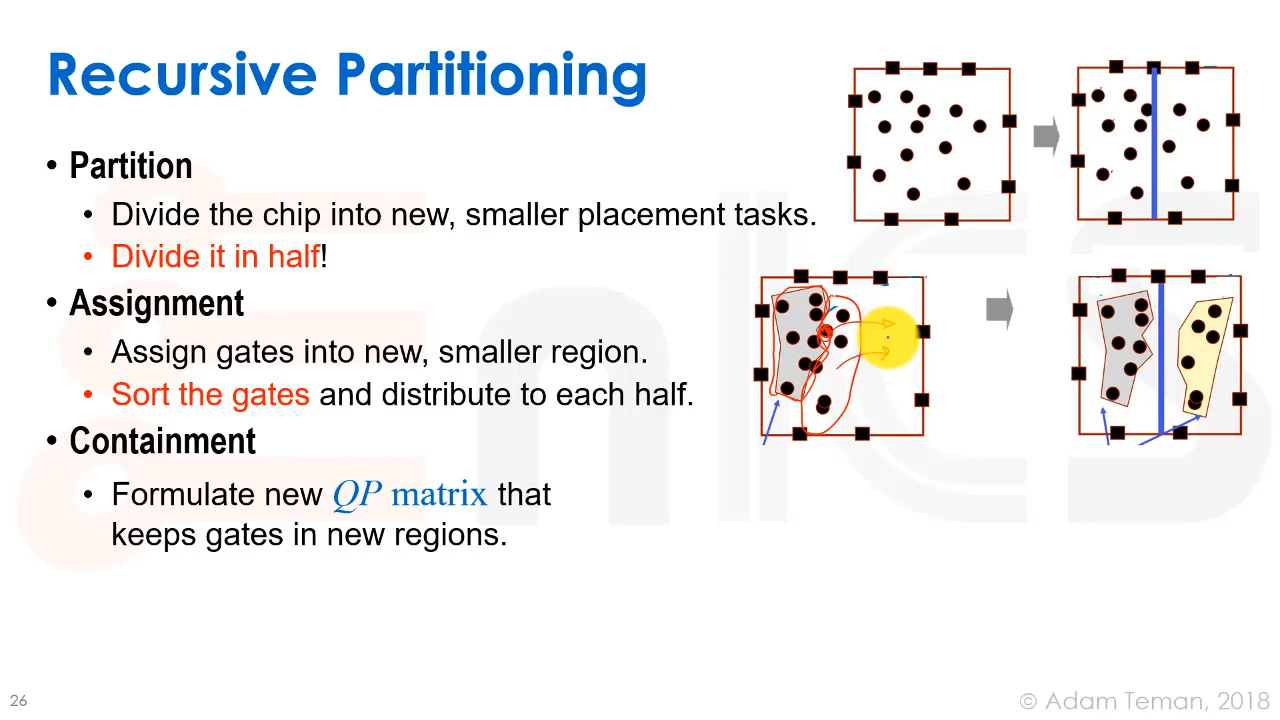 Recursive Partitioning
• Partition
• Divide the chip into new, smaller placement tasks.
• Divide it in half!
• Assignment
• Assign gates into new, smaller region.
• Sort the gates and distribute to each half.
• Containment
• Formulate new QP matrix that
keeps gates in new regions.
26
© Adam Teman, 2018